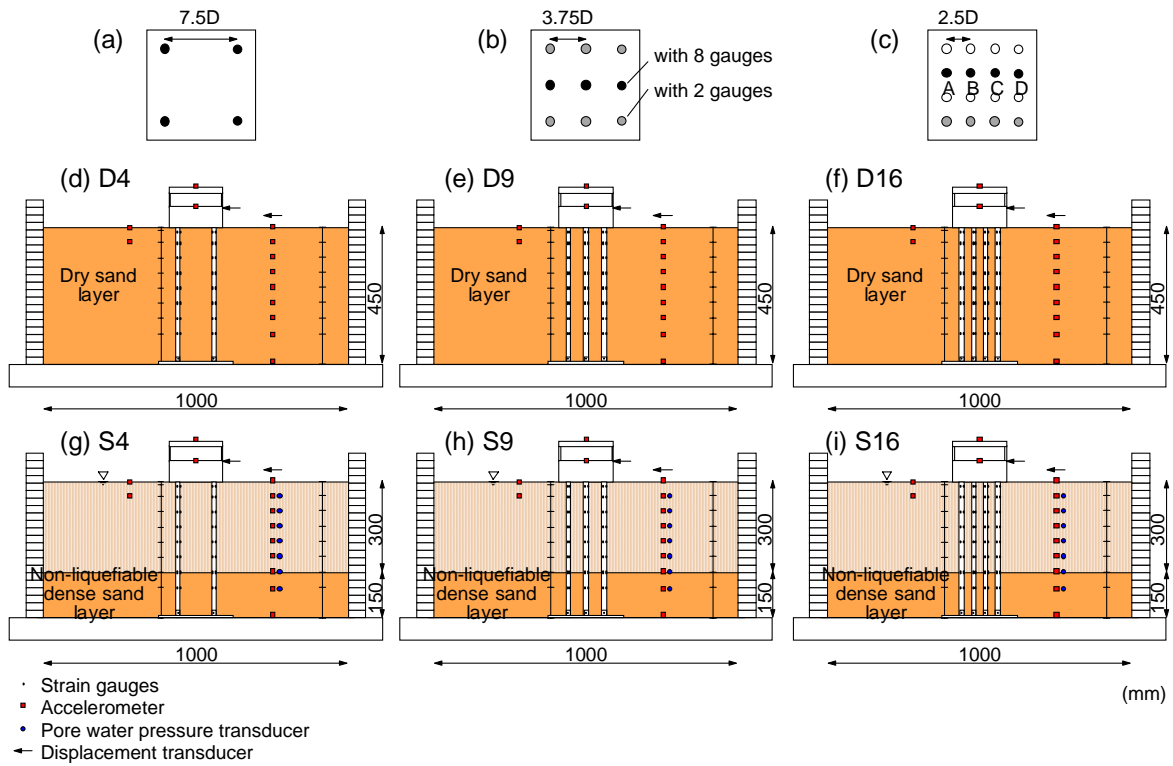 (a)
7.5D
(b)
3.75D
with 8 gauges
with 2 gauges
(c)
2.5D
A B C D
(d) D4
Dry sand
layer
450
1000
(e) D9
Dry sand
layer
450
1000
(f) D16
Dry sand
layer
450
1000
(g) S4
Non-liquefiable
dense sand
layer
300
150
1000
(h) S9
Non-liquefiable
dense sand
layer
300
150
1000
(i) S16
Non-liquefiable
dense sand
layer
300
150
1000
Strain gauges
Accelerometer
Pore water pressure transducer
Displacement transducer
(mm)